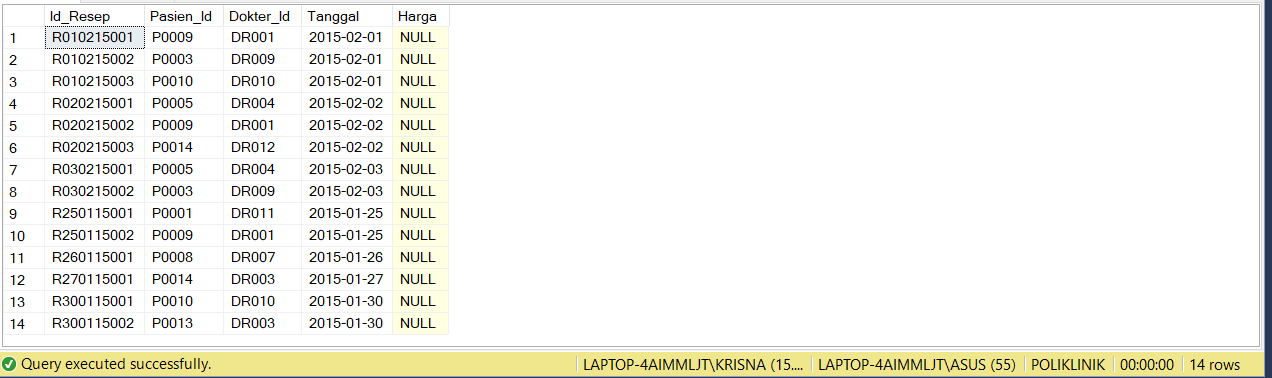 Id_Resep Pasien_Id Dokter_Id Tanggal Harga
1 R010215001 P0009 DR001 2015-02-01 NULL
2 R010215002 P0003 DR009 2015-02-01 NULL
3 R010215003 P0010 DR010 2015-02-01 NULL
4 R020215001 P0005 DR004 2015-02-02 NULL
5 R020215002 P0009 DR001 2015-02-02 NULL
6 R020215003 P0014 DR012 2015-02-02 NULL
7 R030215001 P0005 DR004 2015-02-03 NULL
8 R030215002 P0003 DR009 2015-02-03 NULL
9 R250115001 P0001 DR011 2015-01-25 NULL
10 R250115002 P0009 DR001 2015-01-25 NULL
11 R260115001 P0008 DR007 2015-01-26 NULL
12 R270115001 P0014 DR003 2015-01-27 NULL
13 R300115001 P0010 DR010 2015-01-30 NULL
14 R300115002 P0013 DR003 2015-01-30 NULL
Query executed successfully. LAPTOP-4AIMMLJT\KRISNA (15.... LAPTOP-4AIMMLJT\ASUS (55) POLIKLINIK 00:00:00 14 rows